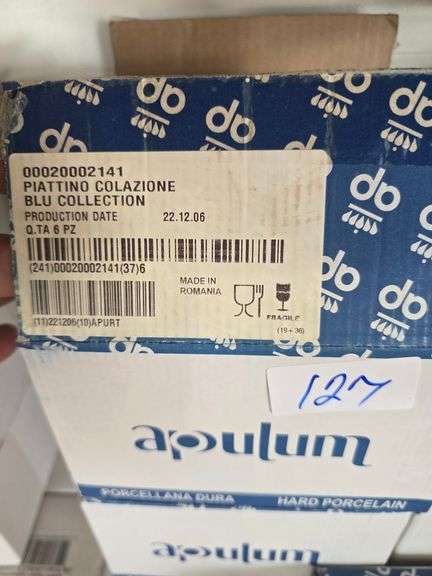 00020002141
PIATTINO COLAZIONE
BLU COLLECTION
PRODUCTION DATE 22.12.06
Q.TA 6 PZ
(241)00020002141(37)6
MADE IN
ROMANIA
FRAGILE
(19+36)
(11)221206(10)APURT
127
apulum
PORCELLANA DURA HARD PORCELAIN
apulum